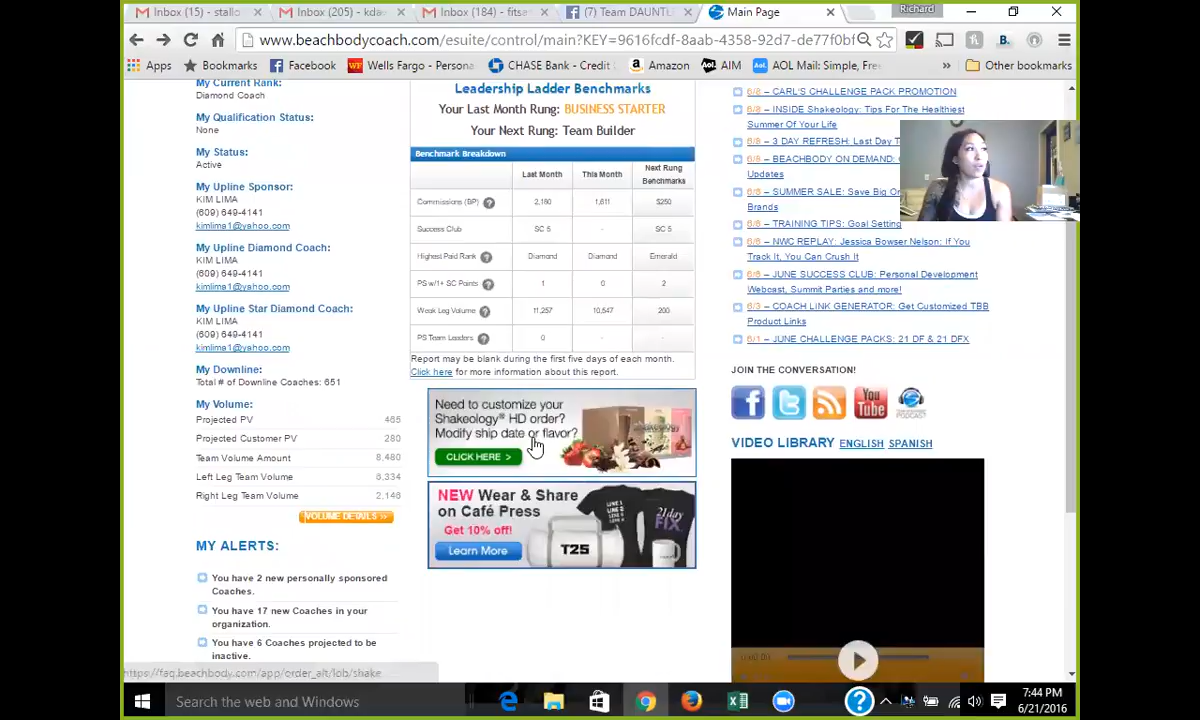 Inbox (15) - stallo
Inbox (205) - kda
Inbox (184) - fitsa
(7) Team DAUNTL
Main Page
Richard
www.beachbodycoach.com/esuite/control/main?KEY=9616fcdf-8aab-4358-92d7-de77f0bf
Apps
Bookmarks
Facebook
Wells Fargo - Persona
CHASE Bank - Credit
Amazon
AIM
AOL Mail: Simple, Fre
»
Other bookmarks
My Current Rank:
Diamond Coach
My Qualification Status:
None
My Status:
Active
My Upline Sponsor:
KIM LIMA
(609) 649-4141
kimlima1@yahoo.com
My Upline Diamond Coach:
KIM LIMA
(609) 649-4141
kimlima1@yahoo.com
My Upline Star Diamond Coach:
KIM LIMA
(609) 649-4141
kimlima1@yahoo.com
My Downline:
Total # of Downline Coaches: 651
My Volume:
Projected PV 465
Projected Customer PV 280
Team Volume Amount 8,480
Left Leg Team Volume 6,334
Right Leg Team Volume 2,146
VOLUME DETAILS >>
MY ALERTS:
You have 2 new personally sponsored
Coaches.
You have 17 new Coaches in your
organization.
You have 6 Coaches projected to be
inactive.
Leadership Ladder Benchmarks
Your Last Month Rung: BUSINESS STARTER
Your Next Rung: Team Builder
Benchmark Breakdown
Last Month This Month Next Rung
Benchmarks
Commissions (BP) ? 2,180 1,611 $250
Success Club SC 5 - SC 5
Highest Paid Rank ? Diamond Diamond Emerald
PS w/1+ SC Points ? 1 0 2
Weak Leg Volume ? 11,257 10,547 200
PS Team Leaders ? 0 - -
Report may be blank during the first five days of each month.
Click here for more information about this report.
Need to customize your
Shakeology® HD order?
Modify ship date or flavor?
CLICK HERE >
NEW Wear & Share
on Café Press
Get 10% off!
Learn More
T25
21day
FIX
6/8 – CARL'S CHALLENGE PACK PROMOTION
6/8 – INSIDE Shakeology: Tips For The Healthiest
Summer Of Your Life
6/8 – 3 DAY REFRESH: Last Day T
6/8 – BEACHBODY ON DEMAND:
Updates
6/8 – SUMMER SALE: Save Big O
Brands
6/8 – TRAINING TIPS: Goal Setting
6/8 – NWC REPLAY: Jessica Bowser Nelson: If You
Track It, You Can Crush It
6/8 – JUNE SUCCESS CLUB: Personal Development
Webcast, Summit Parties and more!
6/3 – COACH LINK GENERATOR: Get Customized TBB
Product Links
6/1 – JUNE CHALLENGE PACKS: 21 DF & 21 DFX
JOIN THE CONVERSATION!
You
Tube
VIDEO LIBRARY ENGLISH SPANISH
https://faq.beachbody.com/app/order_alt/lob/shake
Search the web and Windows
7:44 PM
6/21/2016